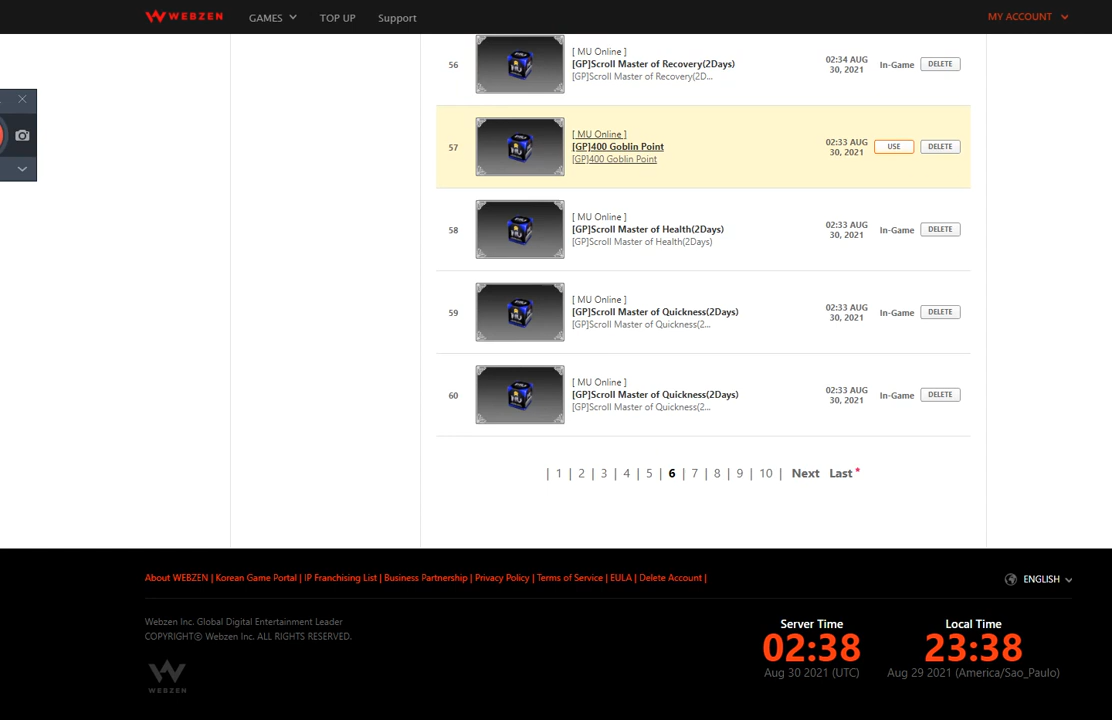 WEBZEN
GAMES TOP UP Support MY ACCOUNT
56
[ MU Online ]
[GP]Scroll Master of Recovery(2Days)
[GP]Scroll Master of Recovery(2D...
02:34 AUG
30, 2021
In-Game DELETE
57
[ MU Online ]
[GP]400 Goblin Point
[GP]400 Goblin Point
02:33 AUG
30, 2021
USE DELETE
58
[ MU Online ]
[GP]Scroll Master of Health(2Days)
[GP]Scroll Master of Health(2Days)
02:33 AUG
30, 2021
In-Game DELETE
59
[ MU Online ]
[GP]Scroll Master of Quickness(2Days)
[GP]Scroll Master of Quickness(2...
02:33 AUG
30, 2021
In-Game DELETE
60
[ MU Online ]
[GP]Scroll Master of Quickness(2Days)
[GP]Scroll Master of Quickness(2...
02:33 AUG
30, 2021
In-Game DELETE
| 1 | 2 | 3 | 4 | 5 | 6 | 7 | 8 | 9 | 10 | Next Last *
About WEBZEN | Korean Game Portal | IP Franchising List | Business Partnership | Privacy Policy | Terms of Service | EULA | Delete Account |
ENGLISH
Webzen Inc. Global Digital Entertainment Leader
COPYRIGHTⓒ Webzen Inc. ALL RIGHTS RESERVED.
WEBZEN
Server Time
02:38
Aug 30 2021 (UTC)
Local Time
23:38
Aug 29 2021 (America/Sao_Paulo)